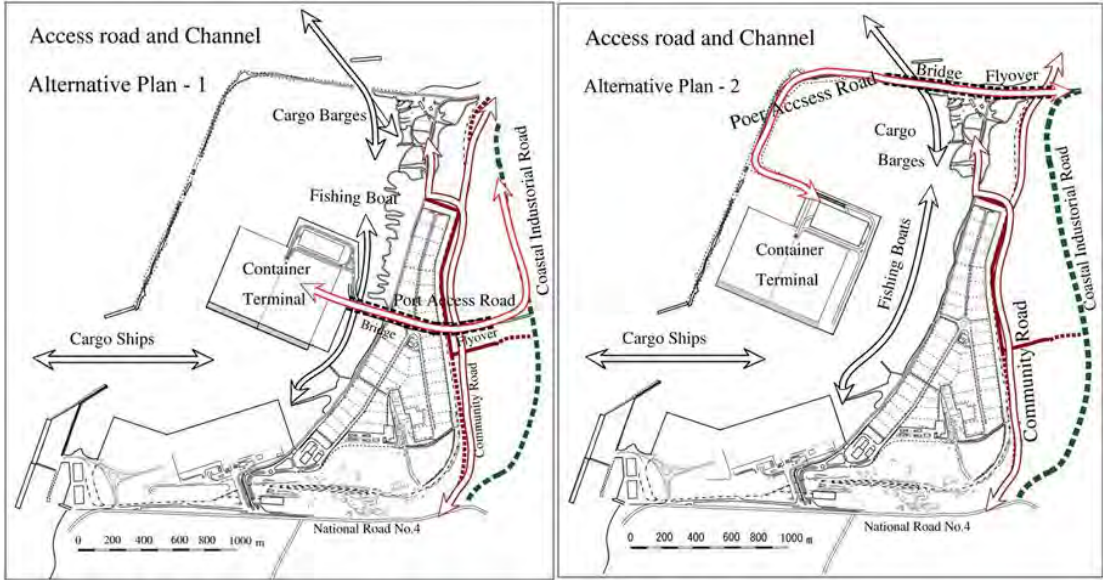 Access road and Channel
Alternative Plan - 1
Cargo Barges
Fishing Boat
Container
Terminal
Port Access Road
Bridge
Flyover
Coastal Industorial Road
Community Road
Cargo Ships
National Road No.4
0 200 400 600 800 1000 m
Access road and Channel
Alternative Plan - 2
Bridge
Flyover
Poer Accsess Road
Cargo
Barges
Fishing Boats
Container
Terminal
Coastal Industorial Road
Cargo Ships
Community Road
National Road No.4
0 200 400 600 800 1000 m